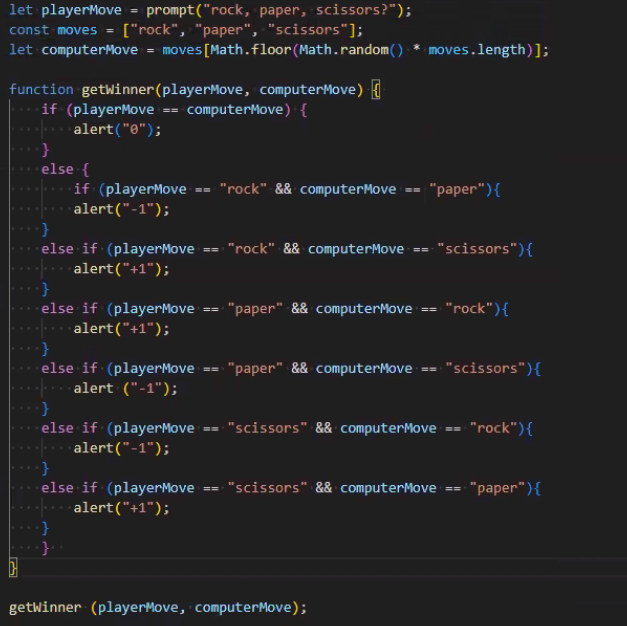 let playerMove = prompt("rock, paper, scissors?");
const moves = ["rock", "paper", "scissors"];
let computerMove = moves[Math.floor(Math.random() * moves.length)];

function getWinner(playerMove, computerMove) {
    if (playerMove == computerMove) {
        alert("0");
    }
    else {
        if (playerMove == "rock" && computerMove == "paper"){
        alert("-1");
    }
    else if (playerMove == "rock" && computerMove == "scissors"){
        alert("+1");
    }
    else if (playerMove == "paper" && computerMove == "rock"){
        alert("+1");
    }
    else if (playerMove == "paper" && computerMove == "scissors"){
        alert ("-1");
    }
    else if (playerMove == "scissors" && computerMove == "rock"){
        alert("-1");
    }
    else if (playerMove == "scissors" && computerMove == "paper"){
        alert("+1");
    }
    }
}

getWinner (playerMove, computerMove);